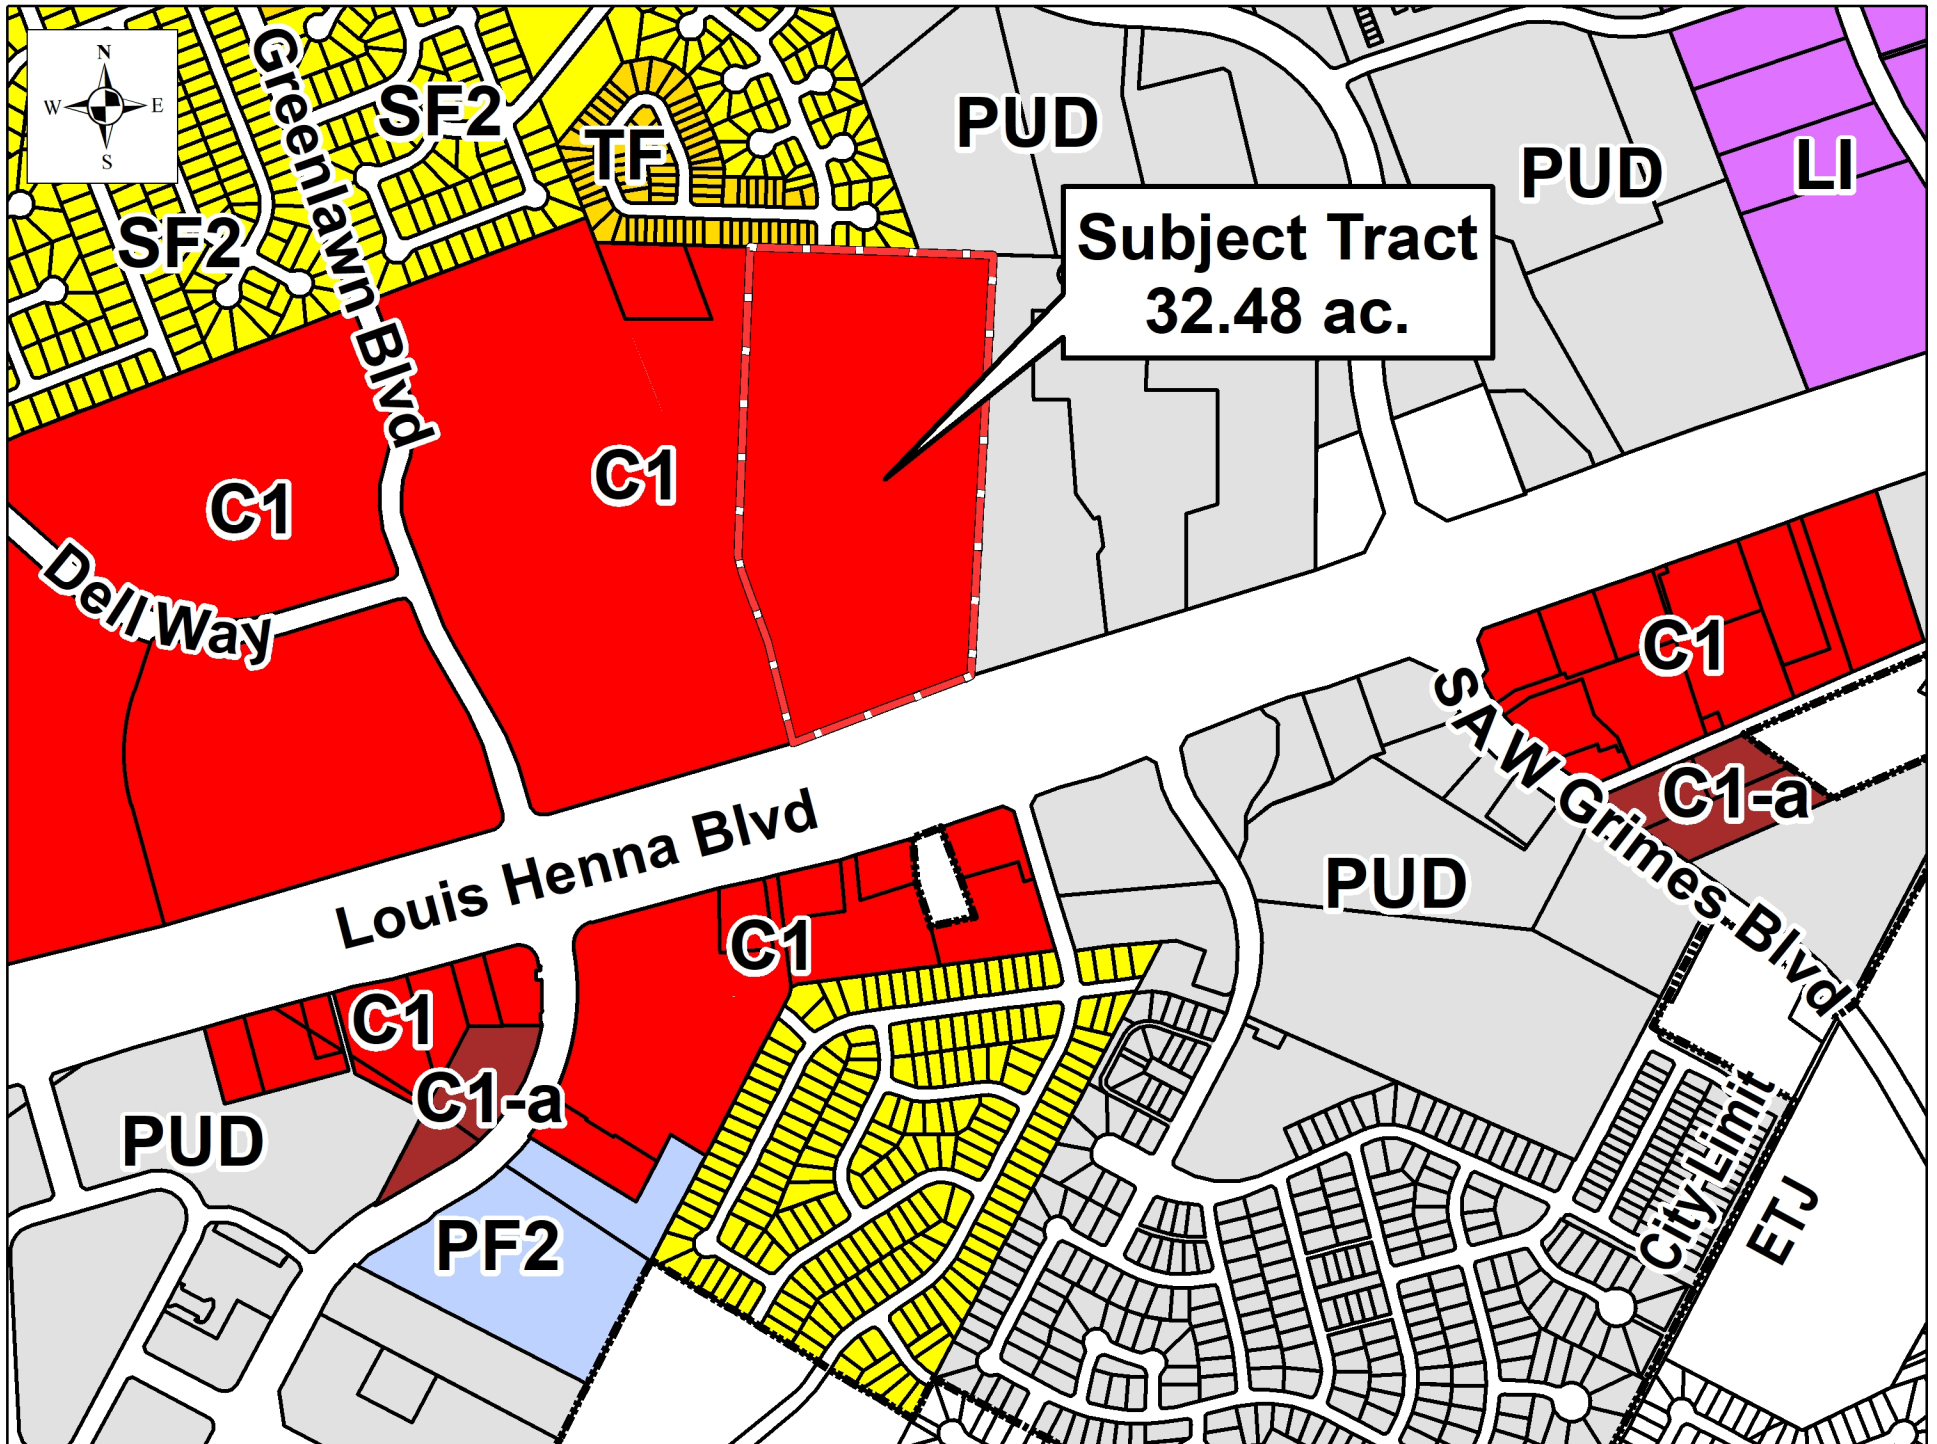 N
W E
S
Greenlawn Blvd
SF2
TF
SF2
PUD
PUD
LI
Subject Tract
32.48 ac.
C1
C1
Dell Way
C1
S A W Grimes Blvd
C1-a
Louis Henna Blvd
PUD
C1
C1
C1-a
PUD
PF2
City Limit
ETJ